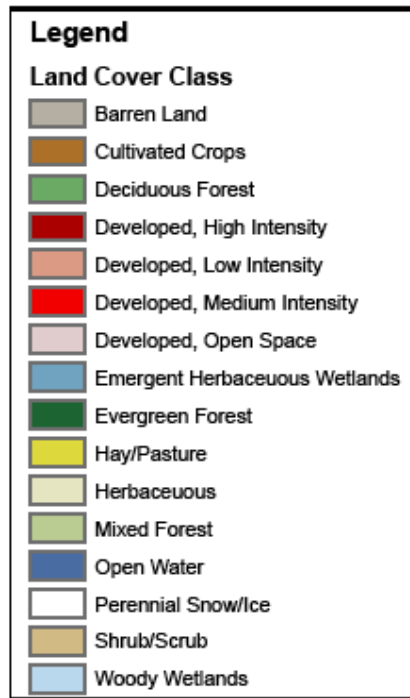 Legend
Land Cover Class
Barren Land
Cultivated Crops
Deciduous Forest
Developed, High Intensity
Developed, Low Intensity
Developed, Medium Intensity
Developed, Open Space
Emergent Herbaceuous Wetlands
Evergreen Forest
Hay/Pasture
Herbaceuous
Mixed Forest
Open Water
Perennial Snow/Ice
Shrub/Scrub
Woody Wetlands